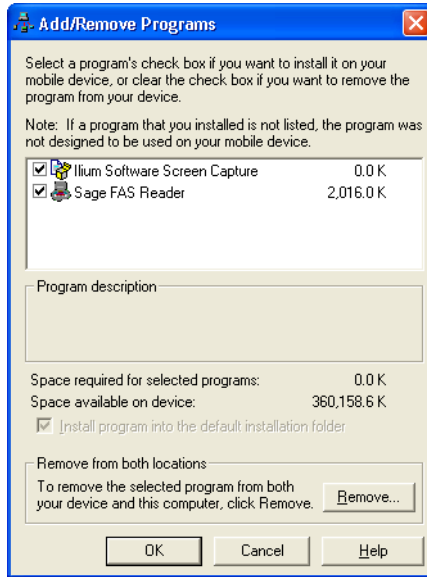 Add/Remove Programs
Select a program's check box if you want to install it on your
mobile device, or clear the check box if you want to remove the
program from your device.
Note: If a program that you installed is not listed, the program was
not designed to be used on your mobile device.
Ilium Software Screen Capture 0.0 K
Sage FAS Reader 2,016.0 K
Program description
Space required for selected programs: 0.0 K
Space available on device: 360,158.6 K
Install program into the default installation folder
Remove from both locations
To remove the selected program from both
your device and this computer, click Remove.
Remove...
OK Cancel Help